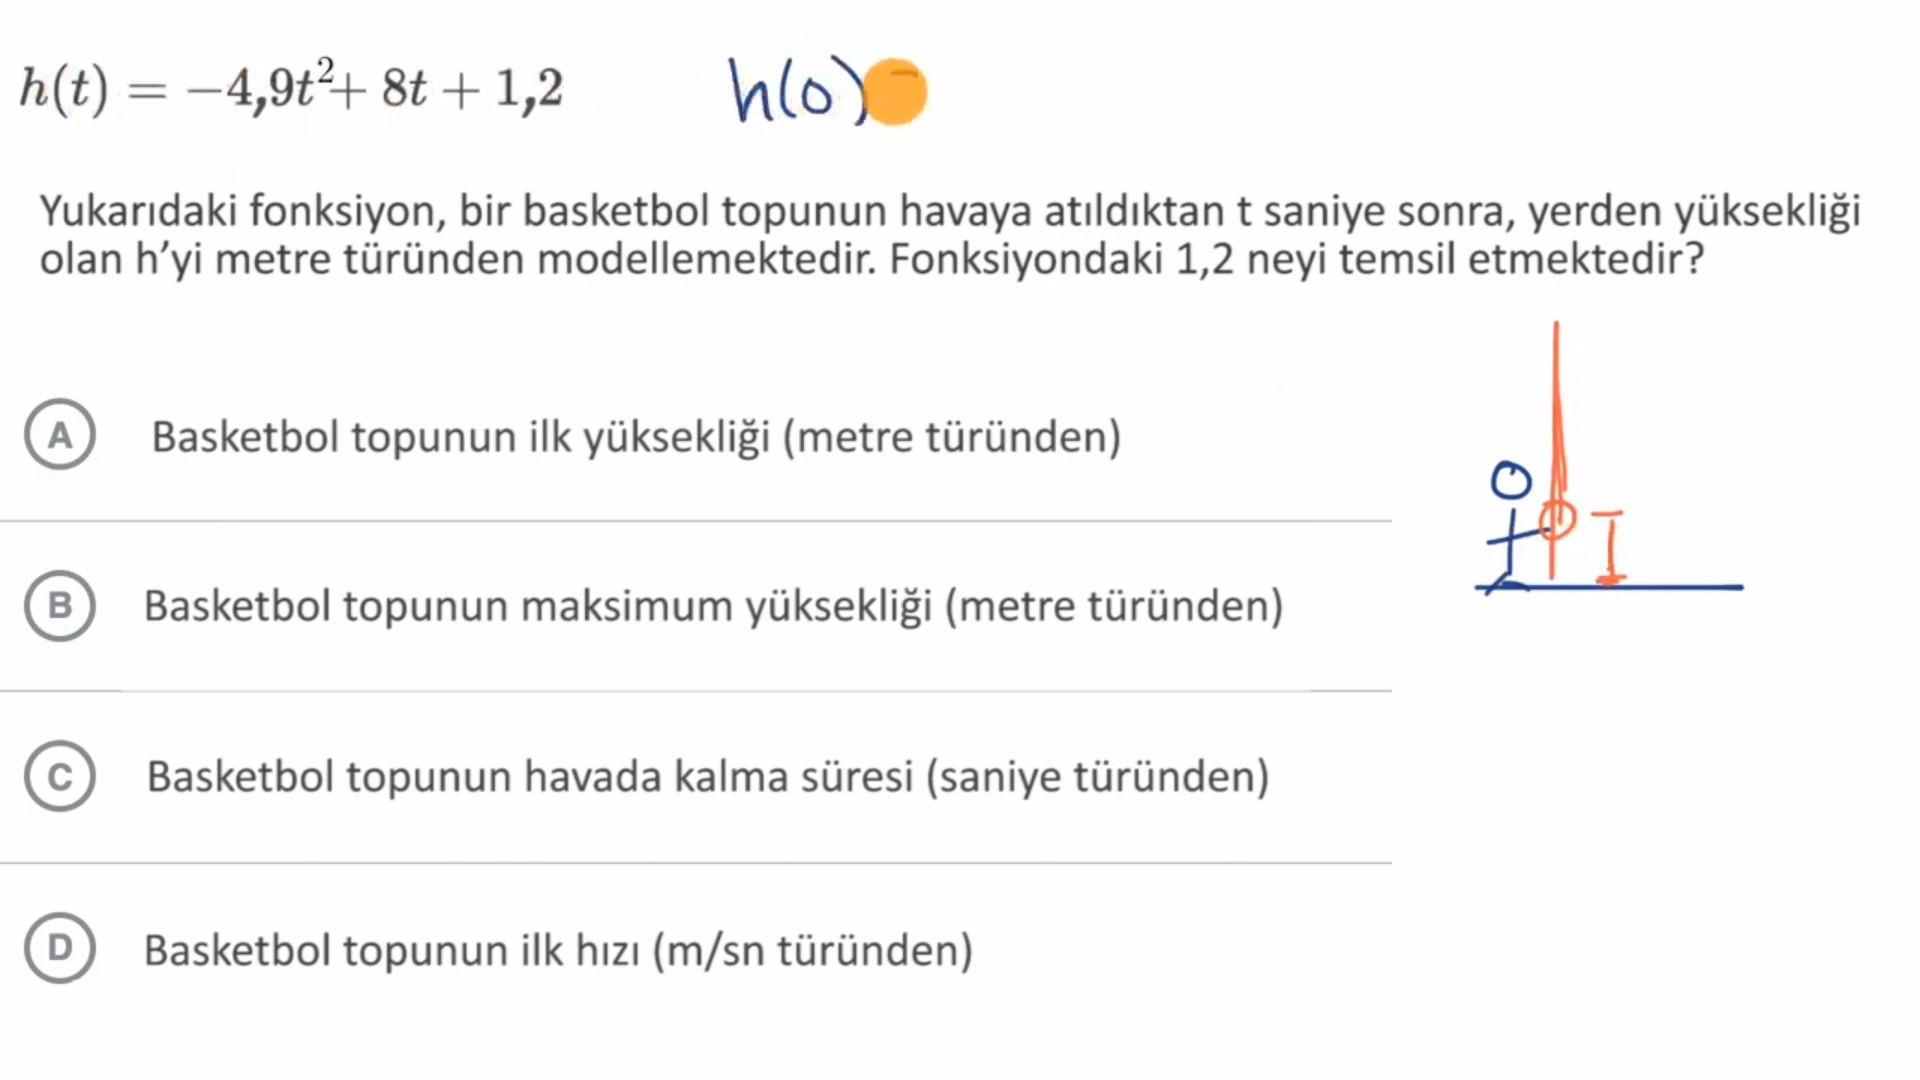 h(t) = −4,9t²+ 8t + 1,2
h(0)
Yukarıdaki fonksiyon, bir basketbol topunun havaya atıldıktan t saniye sonra, yerden yüksekliği
olan h’yi metre türünden modellemektedir. Fonksiyondaki 1,2 neyi temsil etmektedir?
A Basketbol topunun ilk yüksekliği (metre türünden)
B Basketbol topunun maksimum yüksekliği (metre türünden)
C Basketbol topunun havada kalma süresi (saniye türünden)
D Basketbol topunun ilk hızı (m/sn türünden)